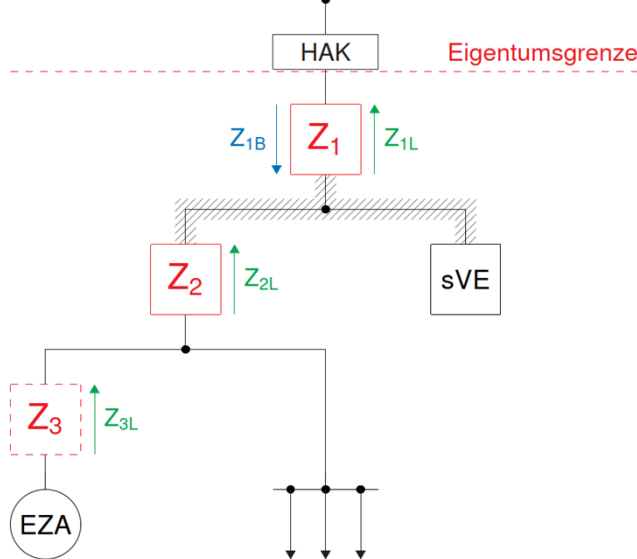 HAK
Eigentumsgrenze
Z1B
Z1
Z1L
Z2
Z2L
sVE
Z3
Z3L
EZA